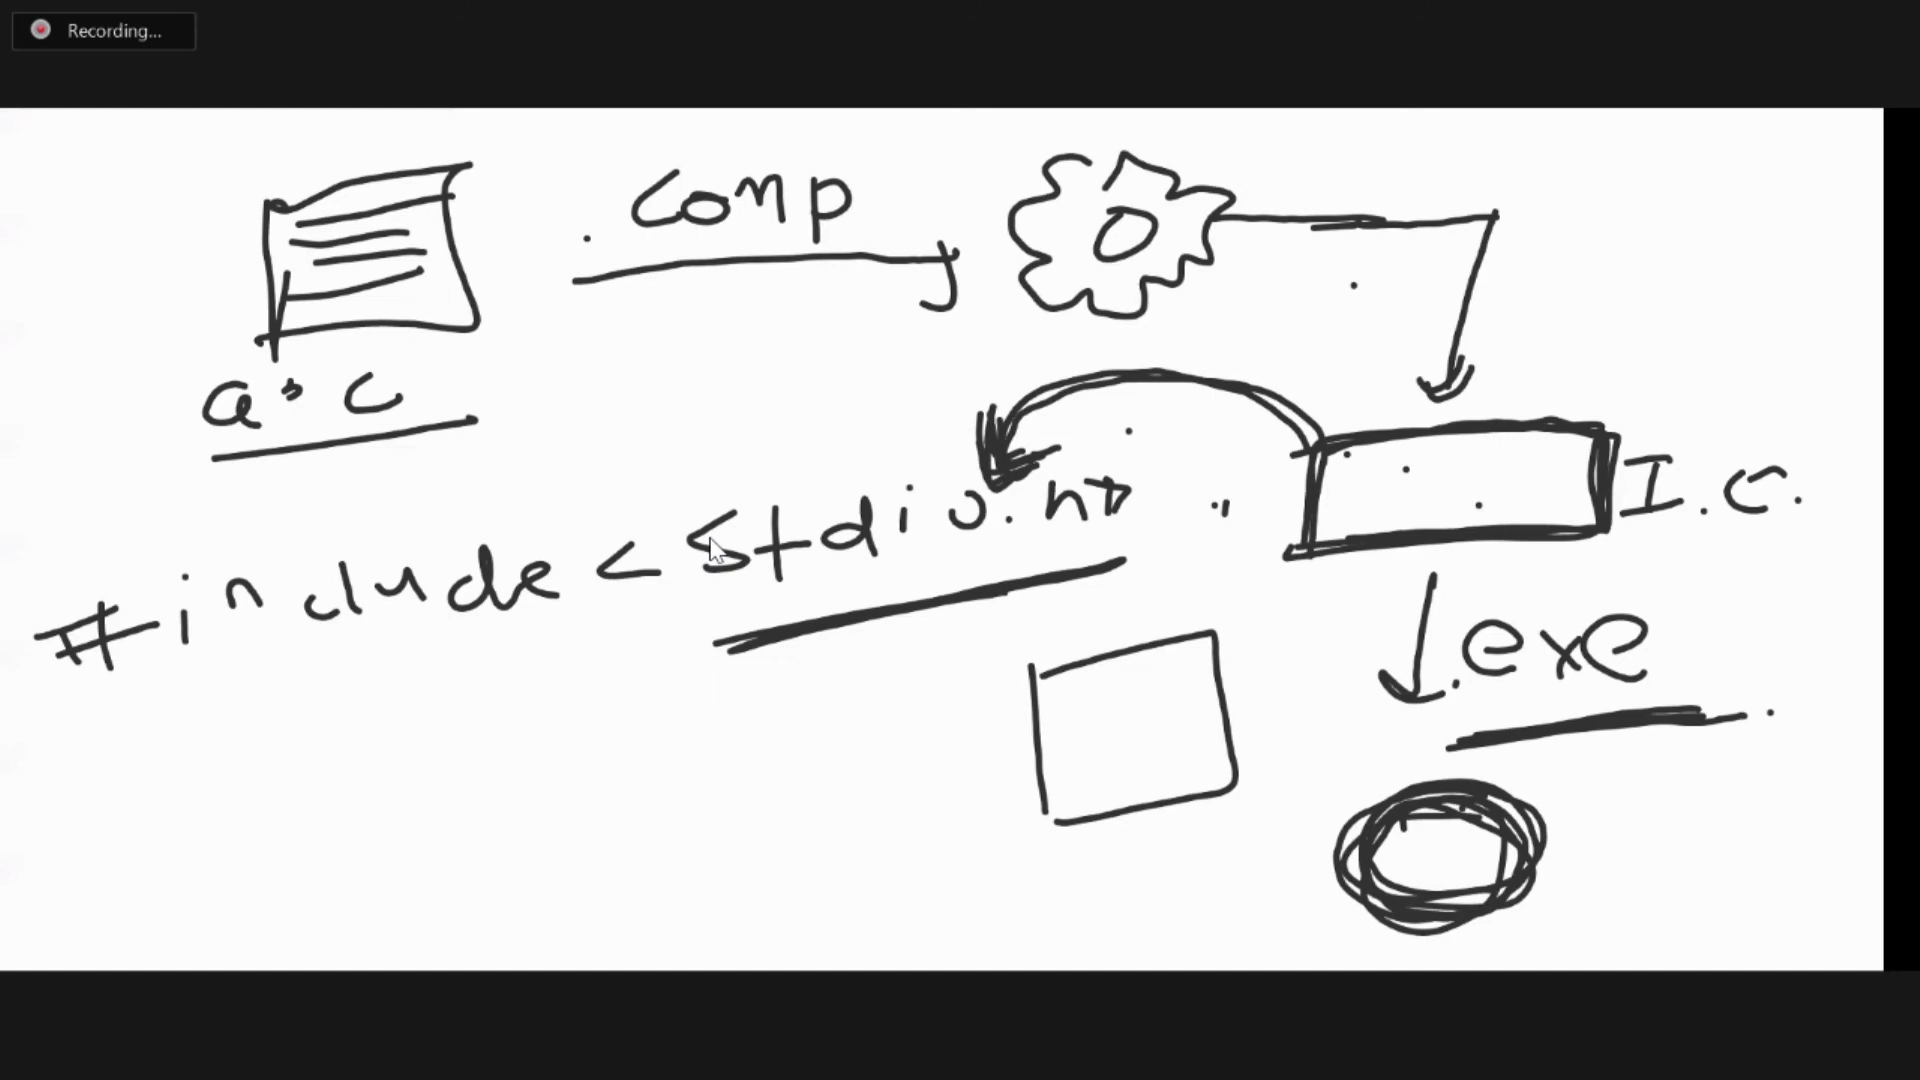 Recording...
comp
a.c
I.C.
#include <stdio.h>
.exe